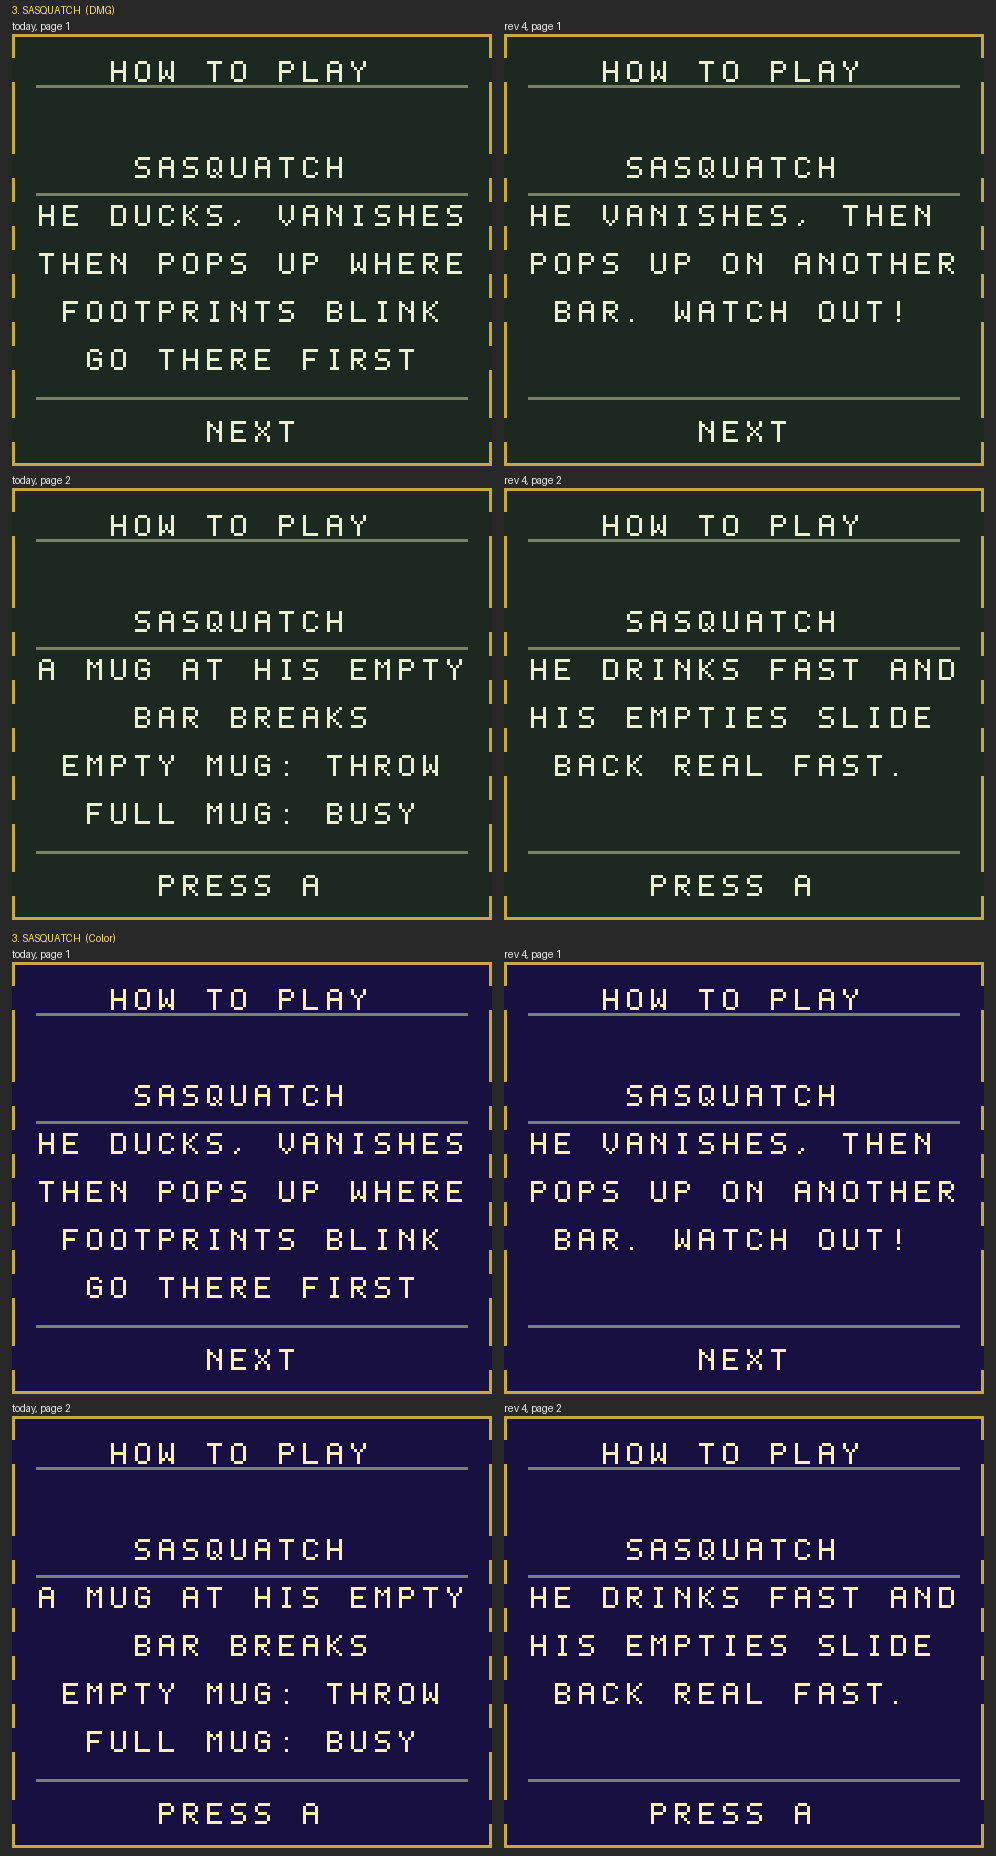 3. SASQUATCH (DMG)
today, page 1
HOW TO PLAY
SASQUATCH
HE DUCKS, VANISHES
THEN POPS UP WHERE
FOOTPRINTS BLINK
GO THERE FIRST
NEXT
rev 4, page 1
HOW TO PLAY
SASQUATCH
HE VANISHES, THEN
POPS UP ON ANOTHER
BAR. WATCH OUT!
NEXT
today, page 2
HOW TO PLAY
SASQUATCH
A MUG AT HIS EMPTY
BAR BREAKS
EMPTY MUG: THROW
FULL MUG: BUSY
PRESS A
rev 4, page 2
HOW TO PLAY
SASQUATCH
HE DRINKS FAST AND
HIS EMPTIES SLIDE
BACK REAL FAST.
PRESS A
3. SASQUATCH (Color)
today, page 1
HOW TO PLAY
SASQUATCH
HE DUCKS, VANISHES
THEN POPS UP WHERE
FOOTPRINTS BLINK
GO THERE FIRST
NEXT
rev 4, page 1
HOW TO PLAY
SASQUATCH
HE VANISHES, THEN
POPS UP ON ANOTHER
BAR. WATCH OUT!
NEXT
today, page 2
HOW TO PLAY
SASQUATCH
A MUG AT HIS EMPTY
BAR BREAKS
EMPTY MUG: THROW
FULL MUG: BUSY
PRESS A
rev 4, page 2
HOW TO PLAY
SASQUATCH
HE DRINKS FAST AND
HIS EMPTIES SLIDE
BACK REAL FAST.
PRESS A